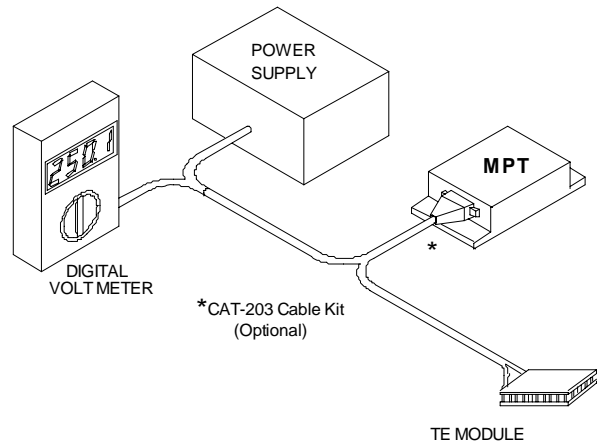 POWER
SUPPLY
250.1
MPT
*
DIGITAL
VOLT METER
*CAT-203 Cable Kit
(Optional)
TE MODULE